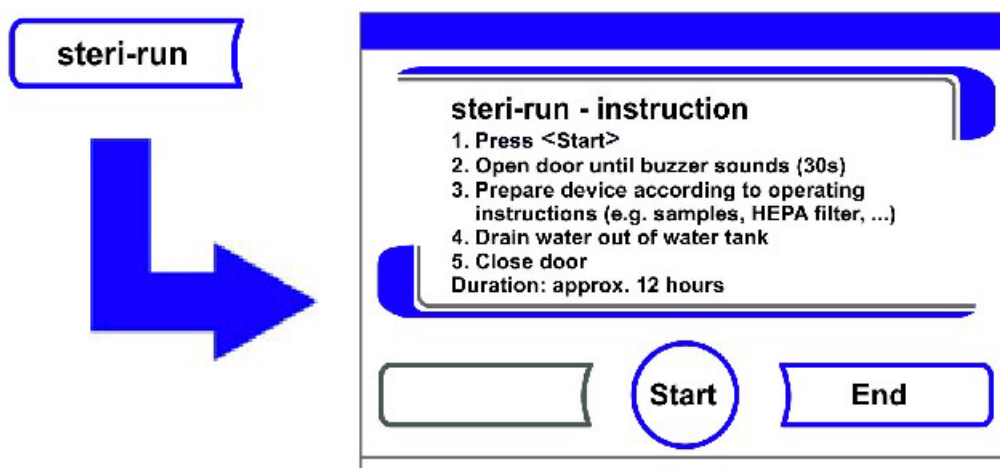 steri-run
steri-run - instruction
1. Press <Start>
2. Open door until buzzer sounds (30s)
3. Prepare device according to operating
instructions (e.g. samples, HEPA filter, ...)
4. Drain water out of water tank
5. Close door
Duration: approx. 12 hours
Start
End